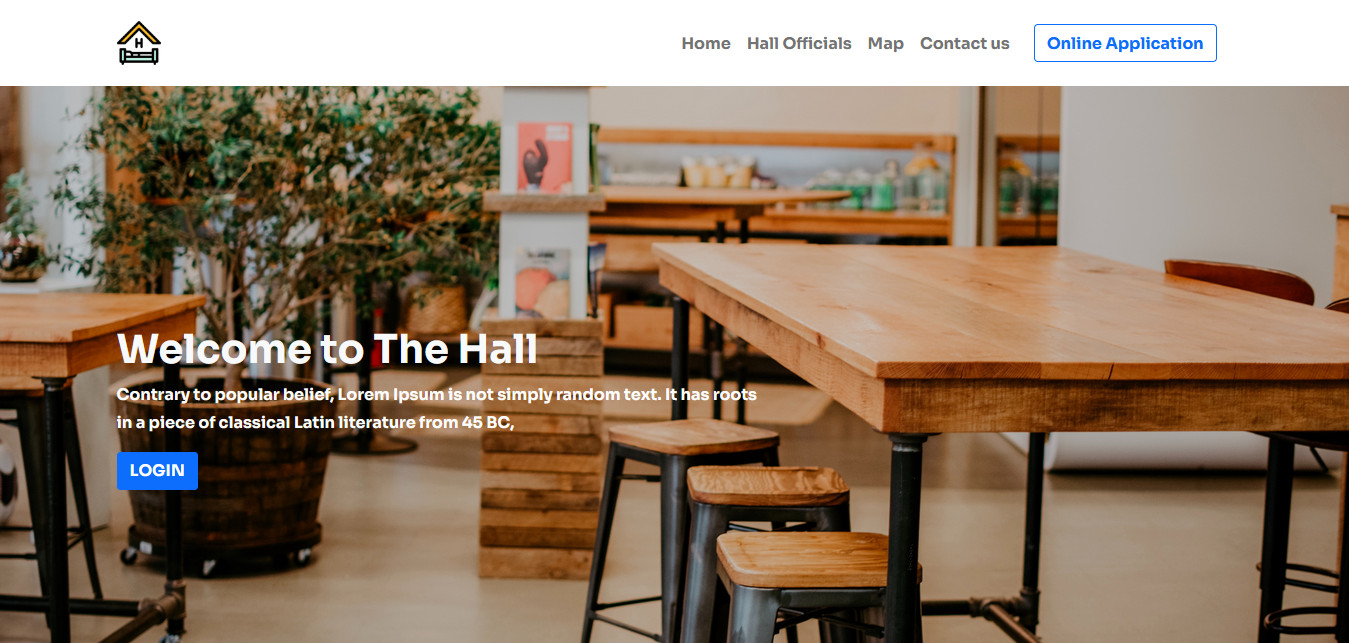 H
Home Hall Officials Map Contact us Online Application
Welcome to The Hall
Contrary to popular belief, Lorem Ipsum is not simply random text. It has roots
in a piece of classical Latin literature from 45 BC,
LOGIN